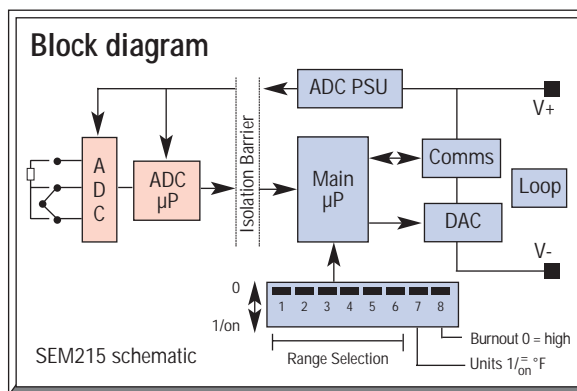 Block diagram
ADC PSU
V+
Isolation Barrier
A
D
C
ADC
µP
Main
µP
Comms
Loop
DAC
V-
0
1/on
1 2 3 4 5 6 7 8
Burnout 0 = high
Units 1/on = °F
Range Selection
SEM215 schematic